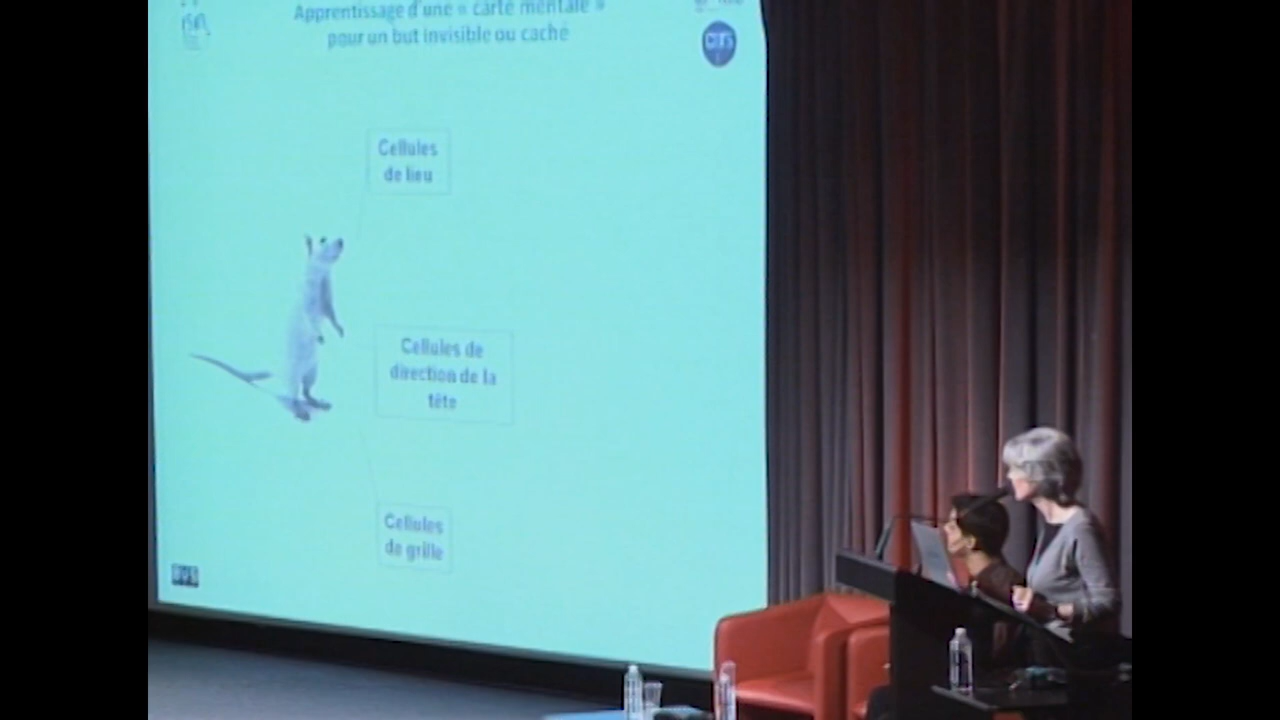 Apprentissage d'une « carte mentale »
pour un but invisible ou caché
cnrs
Cellules
de lieu
Cellules de
direction de la
tête
Cellules
de grille